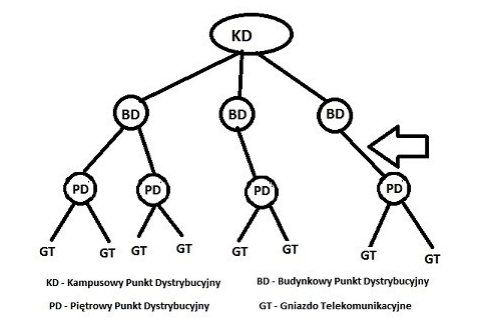 KD
BD BD BD
PD PD PD PD
GT GT GT GT GT GT GT GT
KD - Kampusowy Punkt Dystrybucyjny BD - Budynkowy Punkt Dystrybucyjny
PD - Piętrowy Punkt Dystrybucyjny GT - Gniazdo Telekomunikacyjne